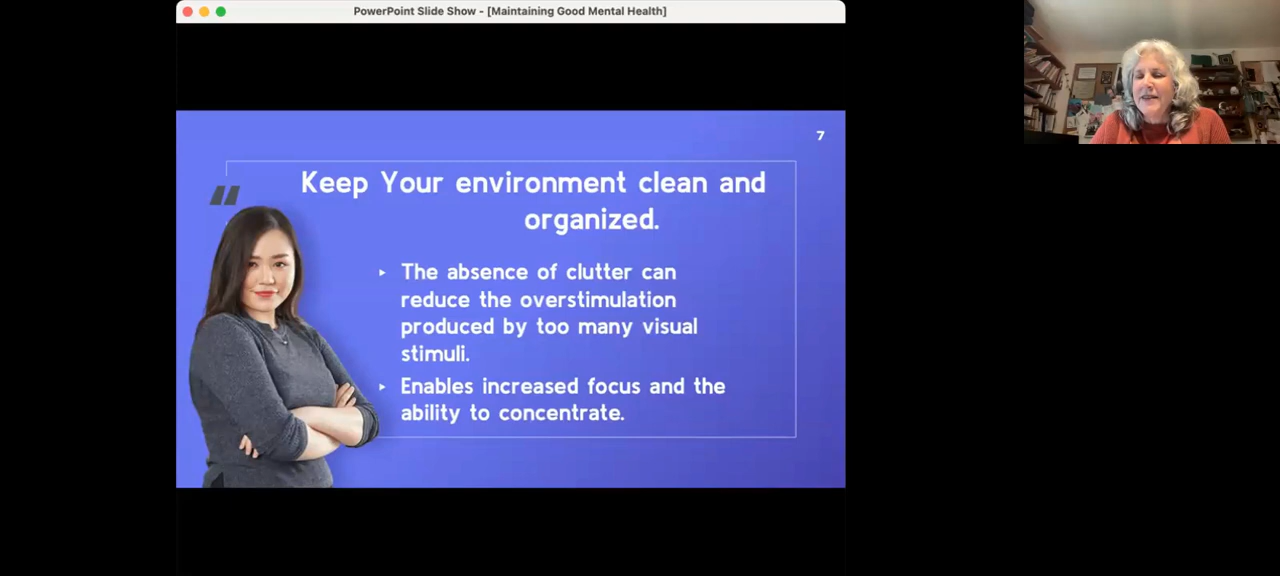 PowerPoint Slide Show - [Maintaining Good Mental Health]
7
Keep Your environment clean and
organized.
‣ The absence of clutter can
reduce the overstimulation
produced by too many visual
stimuli.
‣ Enables increased focus and the
ability to concentrate.